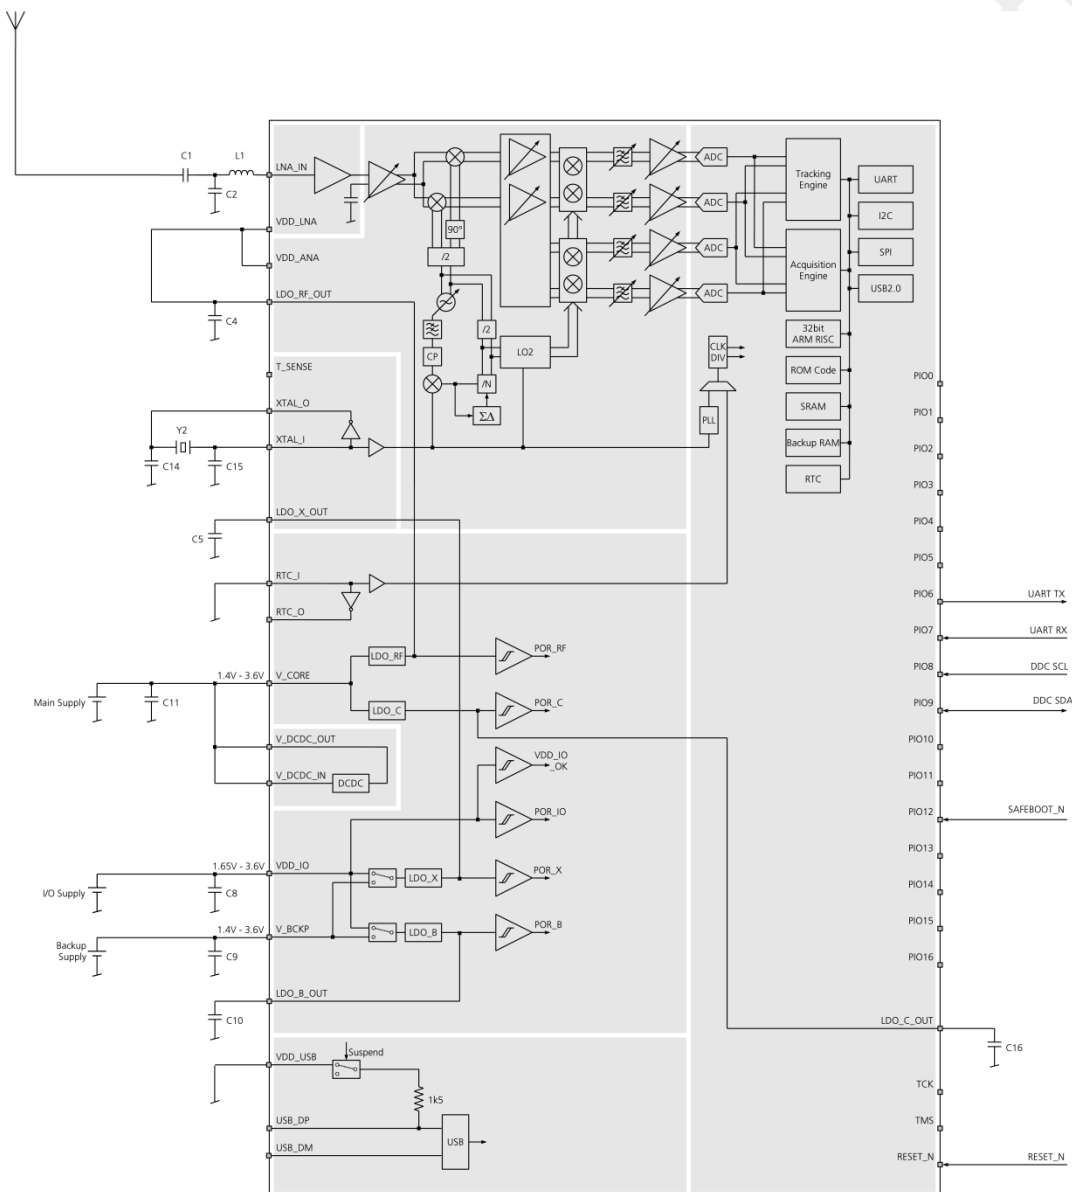 C1
L1
LNA_IN
C2
VDD_LNA
VDD_ANA
LDO_RF_OUT
C4
T_SENSE
XTAL_O
Y2
XTAL_I
C14
C15
LDO_X_OUT
C5
RTC_I
RTC_O
1.4V - 3.6V
V_CORE
Main Supply
C11
V_DCDC_OUT
V_DCDC_IN
DCDC
1.65V - 3.6V
VDD_IO
I/O Supply
C8
1.4V - 3.6V
V_BCKP
Backup
Supply
C9
LDO_B_OUT
C10
VDD_USB
Suspend
1k5
USB_DP
USB_DM
USB
90°
/2
/2
CP
/N
ΣΔ
LO2
CLK
DIV
PLL
ADC
ADC
ADC
ADC
Tracking
Engine
Acquisition
Engine
32bit
ARM RISC
ROM Code
SRAM
Backup RAM
RTC
UART
I2C
SPI
USB2.0
LDO_RF
POR_RF
LDO_C
POR_C
VDD_IO
_OK
POR_IO
LDO_X
POR_X
LDO_B
POR_B
PIO0
PIO1
PIO2
PIO3
PIO4
PIO5
PIO6
UART TX
PIO7
UART RX
PIO8
DDC SCL
PIO9
DDC SDA
PIO10
PIO11
PIO12
SAFEBOOT_N
PIO13
PIO14
PIO15
PIO16
LDO_C_OUT
C16
TCK
TMS
RESET_N
RESET_N